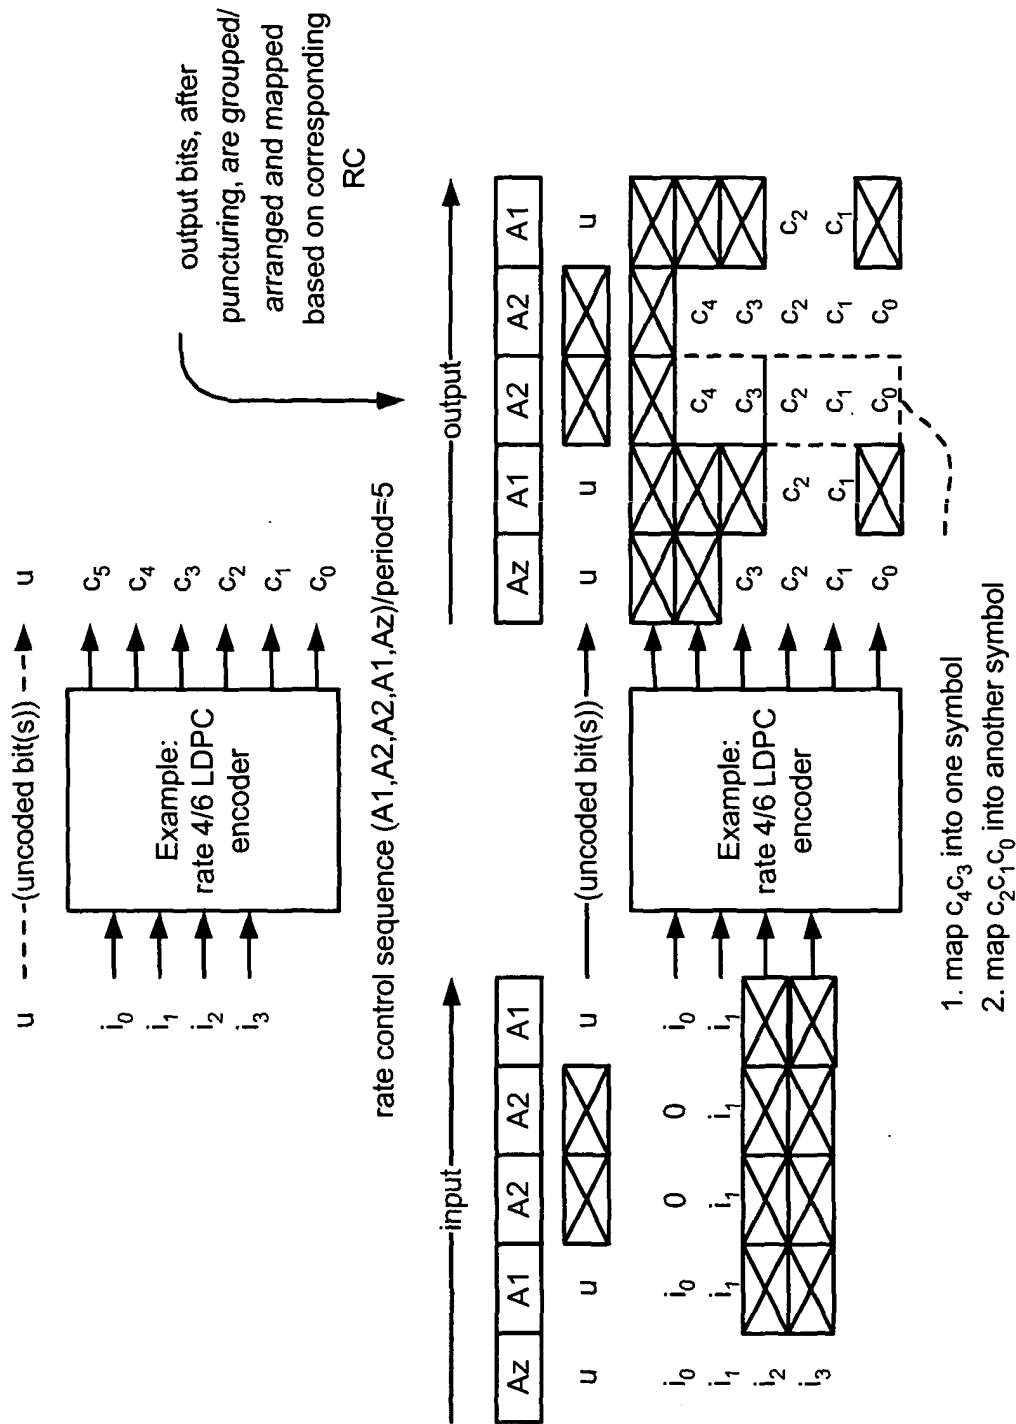 u ----(uncoded bit(s)) --- u
i0
i1
i2
i3
Example:
rate 4/6 LDPC
encoder
c5
c4
c3
c2
c1
c0
output bits, after
puncturing, are grouped/
arranged and mapped
based on corresponding
RC
rate control sequence (A1,A2,A2,A1,Az)/period=5
input
output
Az A1 A2 A2 A1
Az A1 A2 A2 A1
u u u
(uncoded bit(s))
u u u
i0 i0 0 0 i0
i1 i1 i1 i1 i1
i2
i3
Example:
rate 4/6 LDPC
encoder
c4 c4
c3 c3 c3
c2 c2 c2 c2 c2
c1 c1 c1 c1 c1
c0 c0 c0
1. map c4c3 into one symbol
2. map c2c1c0 into another symbol